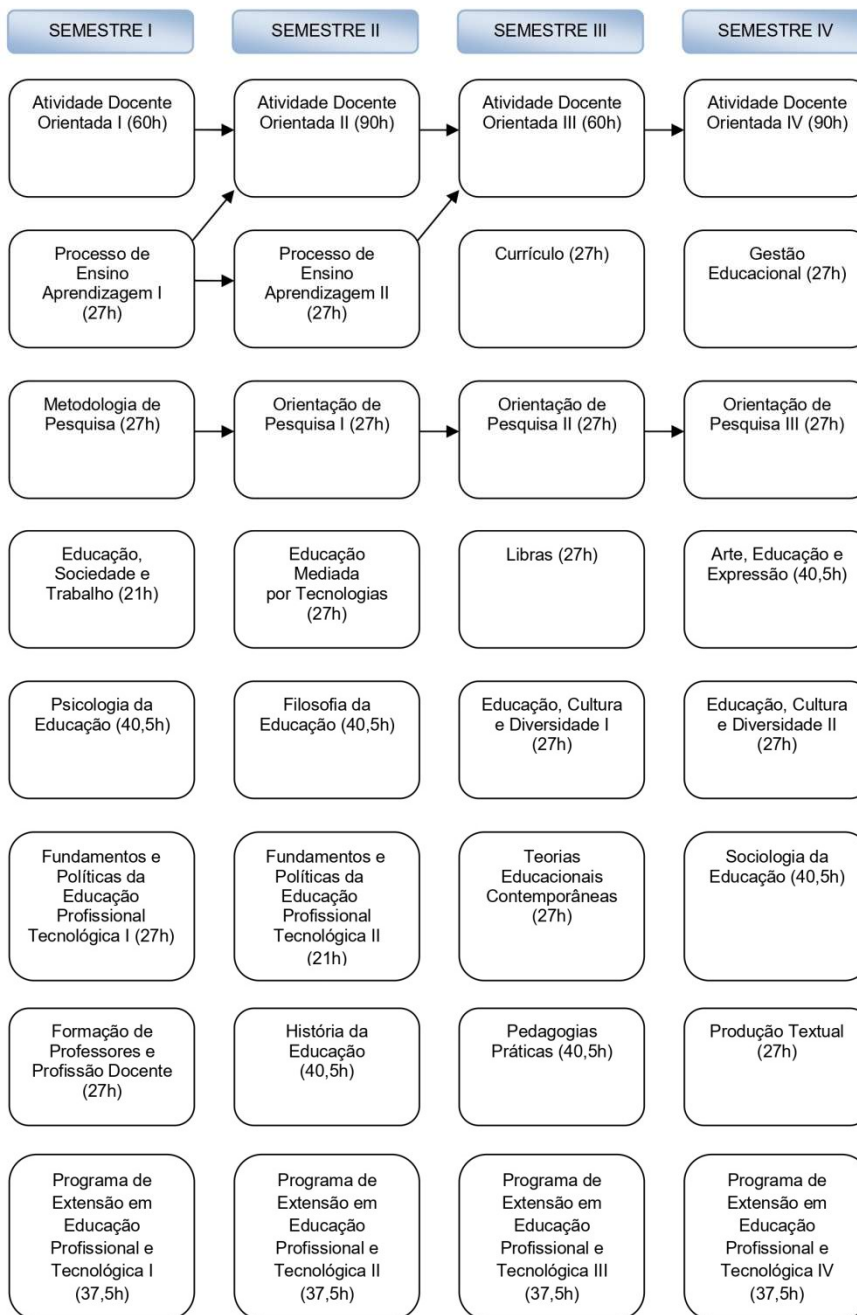 SEMESTRE I
SEMESTRE II
SEMESTRE III
SEMESTRE IV
Atividade Docente
Orientada I (60h)
Atividade Docente
Orientada II (90h)
Atividade Docente
Orientada III (60h)
Atividade Docente
Orientada IV (90h)
Processo de
Ensino
Aprendizagem I
(27h)
Processo de
Ensino
Aprendizagem II
(27h)
Currículo (27h)
Gestão
Educacional (27h)
Metodologia de
Pesquisa (27h)
Orientação de
Pesquisa I (27h)
Orientação de
Pesquisa II (27h)
Orientação de
Pesquisa III (27h)
Educação,
Sociedade e
Trabalho (21h)
Educação
Mediada
por Tecnologias
(27h)
Libras (27h)
Arte, Educação e
Expressão (40,5h)
Psicologia da
Educação (40,5h)
Filosofia da
Educação (40,5h)
Educação, Cultura
e Diversidade I
(27h)
Educação, Cultura
e Diversidade II
(27h)
Fundamentos e
Políticas da
Educação
Profissional
Tecnológica I (27h)
Fundamentos e
Políticas da
Educação
Profissional
Tecnológica II
(21h)
Teorias
Educacionais
Contemporâneas
(27h)
Sociologia da
Educação (40,5h)
Formação de
Professores e
Profissão Docente
(27h)
História da
Educação
(40,5h)
Pedagogias
Práticas (40,5h)
Produção Textual
(27h)
Programa de
Extensão em
Educação
Profissional e
Tecnológica I
(37,5h)
Programa de
Extensão em
Educação
Profissional e
Tecnológica II
(37,5h)
Programa de
Extensão em
Educação
Profissional e
Tecnológica III
(37,5h)
Programa de
Extensão em
Educação
Profissional e
Tecnológica IV
(37,5h)